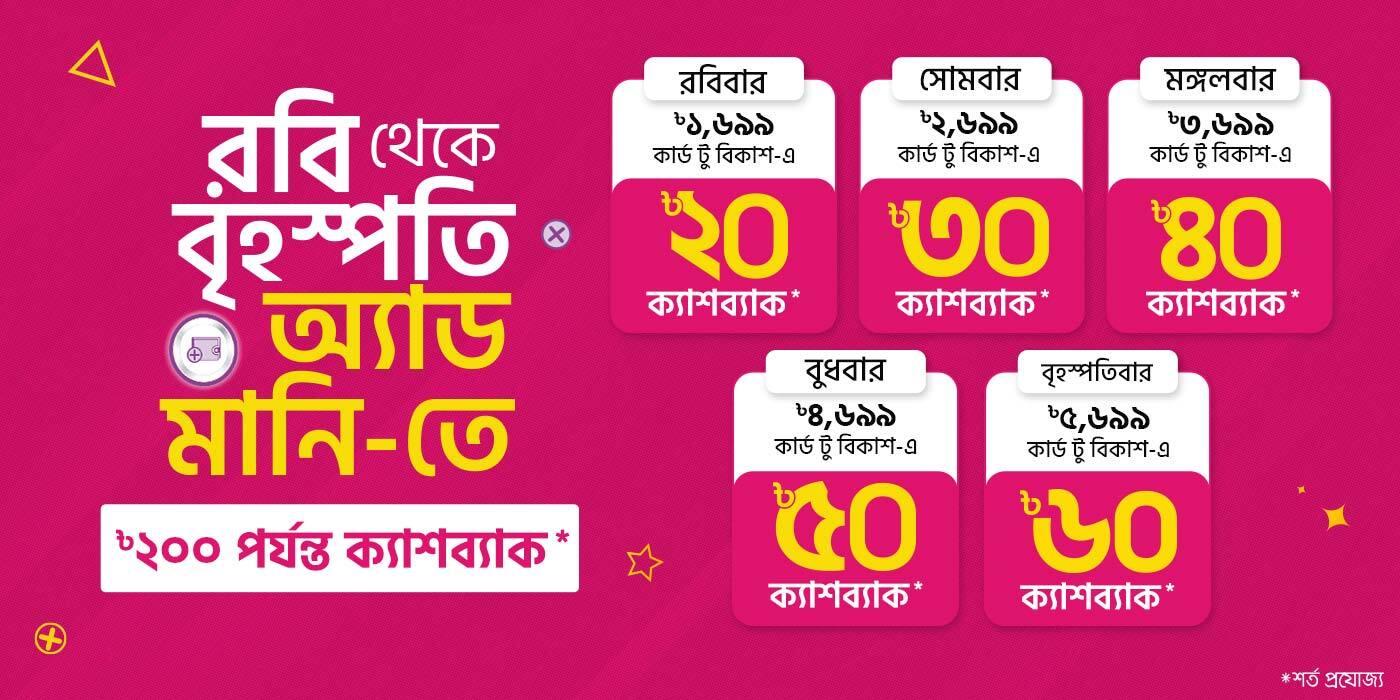 রবি থেকে
বৃহস্পতি
অ্যাড
মানি-তে
৳২০০ পর্যন্ত ক্যাশব্যাক*
রবিবার
৳১,৬৯৯
কার্ড টু বিকাশ-এ
৳২০
ক্যাশব্যাক*
সোমবার
৳২,৬৯৯
কার্ড টু বিকাশ-এ
৳৩০
ক্যাশব্যাক*
মঙ্গলবার
৳৩,৬৯৯
কার্ড টু বিকাশ-এ
৳৪০
ক্যাশব্যাক*
বুধবার
৳৪,৬৯৯
কার্ড টু বিকাশ-এ
৳৫০
ক্যাশব্যাক*
বৃহস্পতিবার
৳৫,৬৯৯
কার্ড টু বিকাশ-এ
৳৬০
ক্যাশব্যাক*
*শর্ত প্রযোজ্য